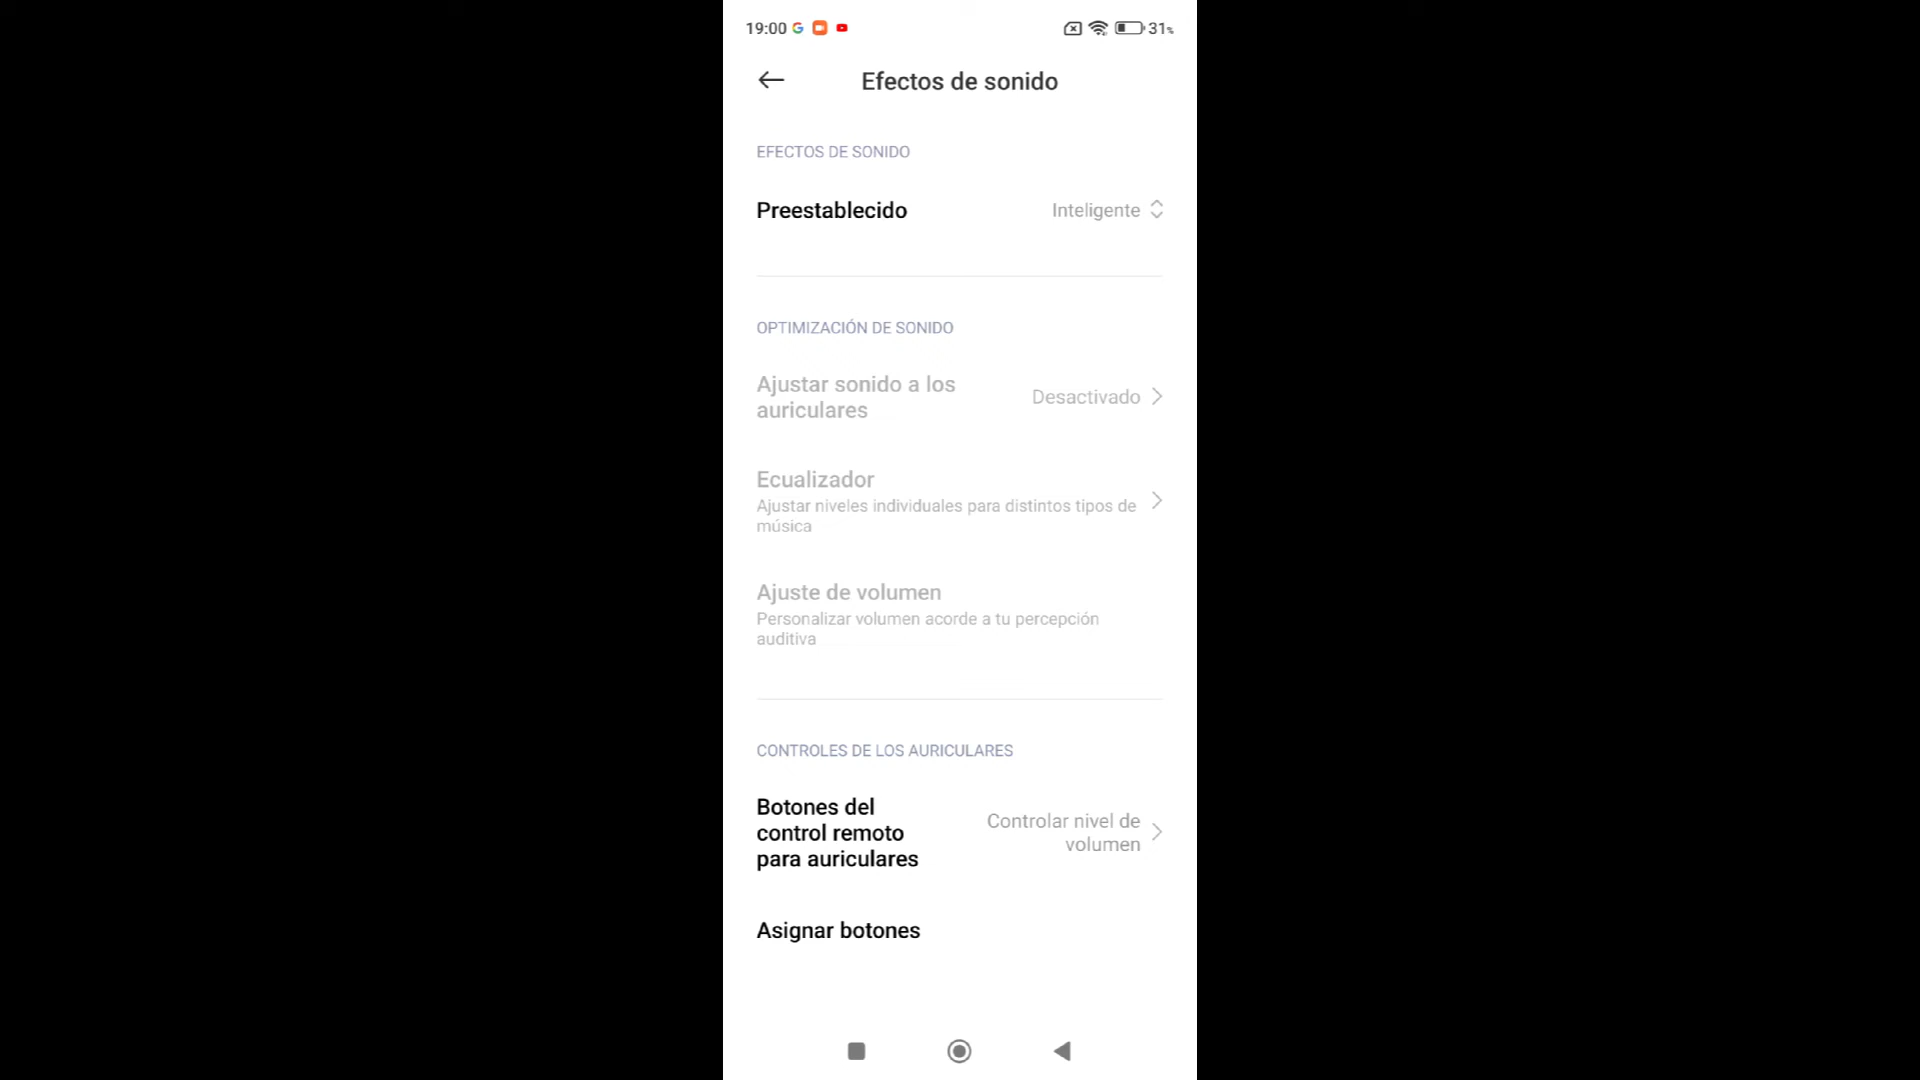 19:00 31%
Efectos de sonido
EFECTOS DE SONIDO
Preestablecido Inteligente
OPTIMIZACIÓN DE SONIDO
Ajustar sonido a los
auriculares
Desactivado
Ecualizador
Ajustar niveles individuales para distintos tipos de
música
Ajuste de volumen
Personalizar volumen acorde a tu percepción
auditiva
CONTROLES DE LOS AURICULARES
Botones del
control remoto
para auriculares
Controlar nivel de
volumen
Asignar botones